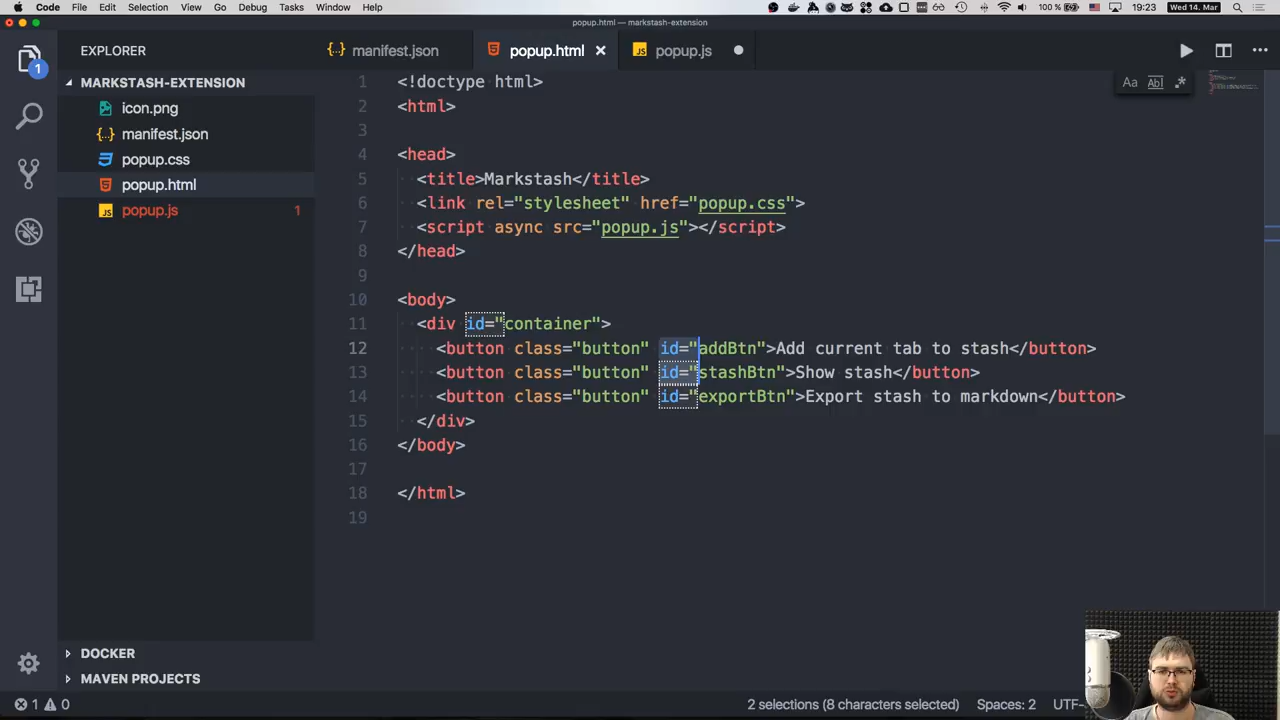 Code File Edit Selection View Go Debug Tasks Window Help 100 % 19:23 Wed 14. Mar
popup.html — markstash-extension
EXPLORER
manifest.json popup.html popup.js
1
MARKSTASH-EXTENSION
icon.png
manifest.json
popup.css
popup.html
popup.js 1
Aa Abl .*
1 <!doctype html>
2 <html>
3
4 <head>
5 <title>Markstash</title>
6 <link rel="stylesheet" href="popup.css">
7 <script async src="popup.js"></script>
8 </head>
9
10 <body>
11 <div id="container">
12 <button class="button" id="addBtn">Add current tab to stash</button>
13 <button class="button" id="stashBtn">Show stash</button>
14 <button class="button" id="exportBtn">Export stash to markdown</button>
15 </div>
16 </body>
17
18 </html>
19
DOCKER
MAVEN PROJECTS
1 0 2 selections (8 characters selected) Spaces: 2 UTF-